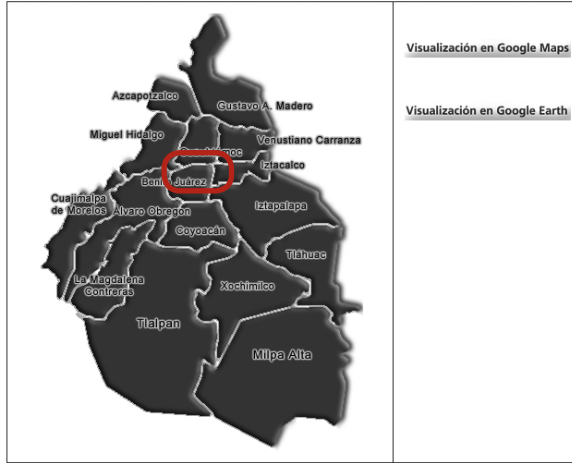 Azcapotzalco
Gustavo A. Madero
Miguel Hidalgo
Cuauhtémoc
Venustiano Carranza
Iztacalco
Benito Juárez
Cuajimalpa
de Morelos
Álvaro Obregón
Iztapalapa
Coyoacán
Tláhuac
La Magdalena
Contreras
Xochimilco
Tlalpan
Milpa Alta
Visualización en Google Maps
Visualización en Google Earth